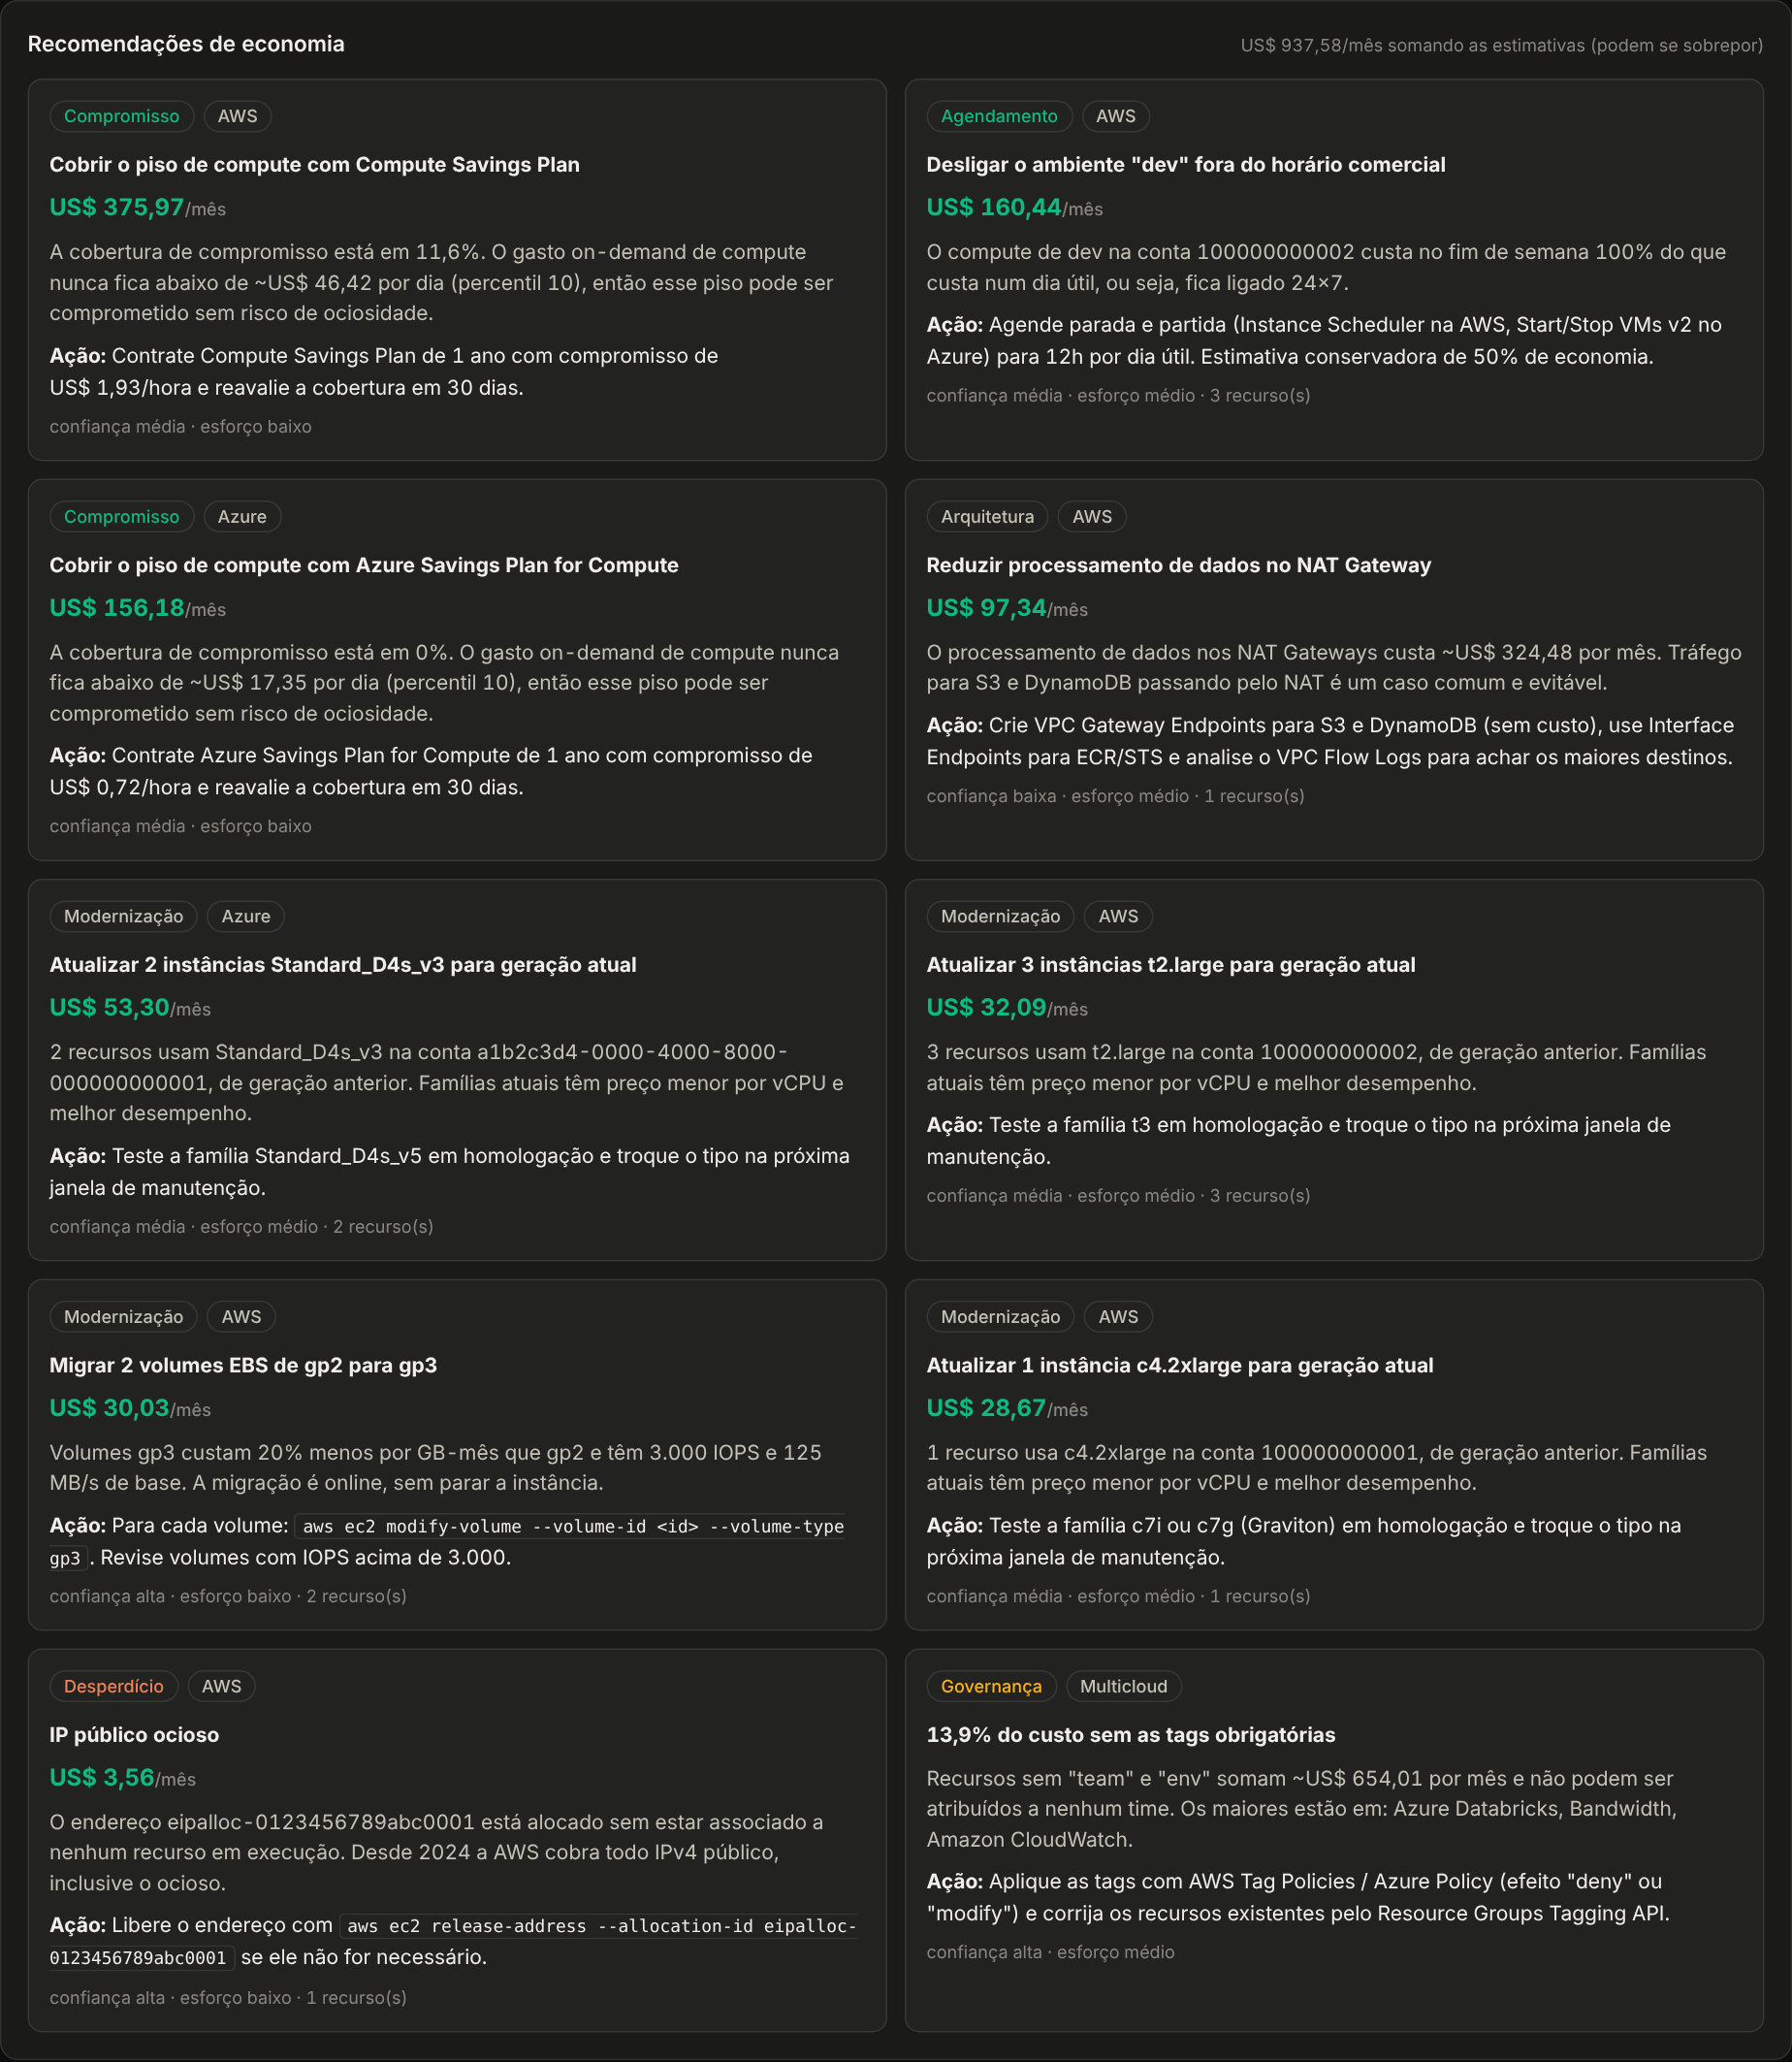 Recomendações de economia
US$ 937,58/mês somando as estimativas (podem se sobrepor)
Compromisso AWS
Cobrir o piso de compute com Compute Savings Plan
US$ 375,97/mês
A cobertura de compromisso está em 11,6%. O gasto on-demand de compute
nunca fica abaixo de ~US$ 46,42 por dia (percentil 10), então esse piso pode ser
comprometido sem risco de ociosidade.
Ação: Contrate Compute Savings Plan de 1 ano com compromisso de
US$ 1,93/hora e reavalie a cobertura em 30 dias.
confiança média · esforço baixo
Agendamento AWS
Desligar o ambiente "dev" fora do horário comercial
US$ 160,44/mês
O compute de dev na conta 100000000002 custa no fim de semana 100% do que
custa num dia útil, ou seja, fica ligado 24×7.
Ação: Agende parada e partida (Instance Scheduler na AWS, Start/Stop VMs v2 no
Azure) para 12h por dia útil. Estimativa conservadora de 50% de economia.
confiança média · esforço médio · 3 recurso(s)
Compromisso Azure
Cobrir o piso de compute com Azure Savings Plan for Compute
US$ 156,18/mês
A cobertura de compromisso está em 0%. O gasto on-demand de compute nunca
fica abaixo de ~US$ 17,35 por dia (percentil 10), então esse piso pode ser
comprometido sem risco de ociosidade.
Ação: Contrate Azure Savings Plan for Compute de 1 ano com compromisso de
US$ 0,72/hora e reavalie a cobertura em 30 dias.
confiança média · esforço baixo
Arquitetura AWS
Reduzir processamento de dados no NAT Gateway
US$ 97,34/mês
O processamento de dados nos NAT Gateways custa ~US$ 324,48 por mês. Tráfego
para S3 e DynamoDB passando pelo NAT é um caso comum e evitável.
Ação: Crie VPC Gateway Endpoints para S3 e DynamoDB (sem custo), use Interface
Endpoints para ECR/STS e analise o VPC Flow Logs para achar os maiores destinos.
confiança baixa · esforço médio · 1 recurso(s)
Modernização Azure
Atualizar 2 instâncias Standard_D4s_v3 para geração atual
US$ 53,30/mês
2 recursos usam Standard_D4s_v3 na conta a1b2c3d4-0000-4000-8000-
000000000001, de geração anterior. Famílias atuais têm preço menor por vCPU e
melhor desempenho.
Ação: Teste a família Standard_D4s_v5 em homologação e troque o tipo na próxima
janela de manutenção.
confiança média · esforço médio · 2 recurso(s)
Modernização AWS
Atualizar 3 instâncias t2.large para geração atual
US$ 32,09/mês
3 recursos usam t2.large na conta 100000000002, de geração anterior. Famílias
atuais têm preço menor por vCPU e melhor desempenho.
Ação: Teste a família t3 em homologação e troque o tipo na próxima janela de
manutenção.
confiança média · esforço médio · 3 recurso(s)
Modernização AWS
Migrar 2 volumes EBS de gp2 para gp3
US$ 30,03/mês
Volumes gp3 custam 20% menos por GB-mês que gp2 e têm 3.000 IOPS e 125
MB/s de base. A migração é online, sem parar a instância.
Ação: Para cada volume: aws ec2 modify-volume --volume-id <id> --volume-type
gp3 . Revise volumes com IOPS acima de 3.000.
confiança alta · esforço baixo · 2 recurso(s)
Modernização AWS
Atualizar 1 instância c4.2xlarge para geração atual
US$ 28,67/mês
1 recurso usa c4.2xlarge na conta 100000000001, de geração anterior. Famílias
atuais têm preço menor por vCPU e melhor desempenho.
Ação: Teste a família c7i ou c7g (Graviton) em homologação e troque o tipo na
próxima janela de manutenção.
confiança média · esforço médio · 1 recurso(s)
Desperdício AWS
IP público ocioso
US$ 3,56/mês
O endereço eipalloc-0123456789abc0001 está alocado sem estar associado a
nenhum recurso em execução. Desde 2024 a AWS cobra todo IPv4 público,
inclusive o ocioso.
Ação: Libere o endereço com aws ec2 release-address --allocation-id eipalloc-
0123456789abc0001 se ele não for necessário.
confiança alta · esforço baixo · 1 recurso(s)
Governança Multicloud
13,9% do custo sem as tags obrigatórias
Recursos sem "team" e "env" somam ~US$ 654,01 por mês e não podem ser
atribuídos a nenhum time. Os maiores estão em: Azure Databricks, Bandwidth,
Amazon CloudWatch.
Ação: Aplique as tags com AWS Tag Policies / Azure Policy (efeito "deny" ou
"modify") e corrija os recursos existentes pelo Resource Groups Tagging API.
confiança alta · esforço médio